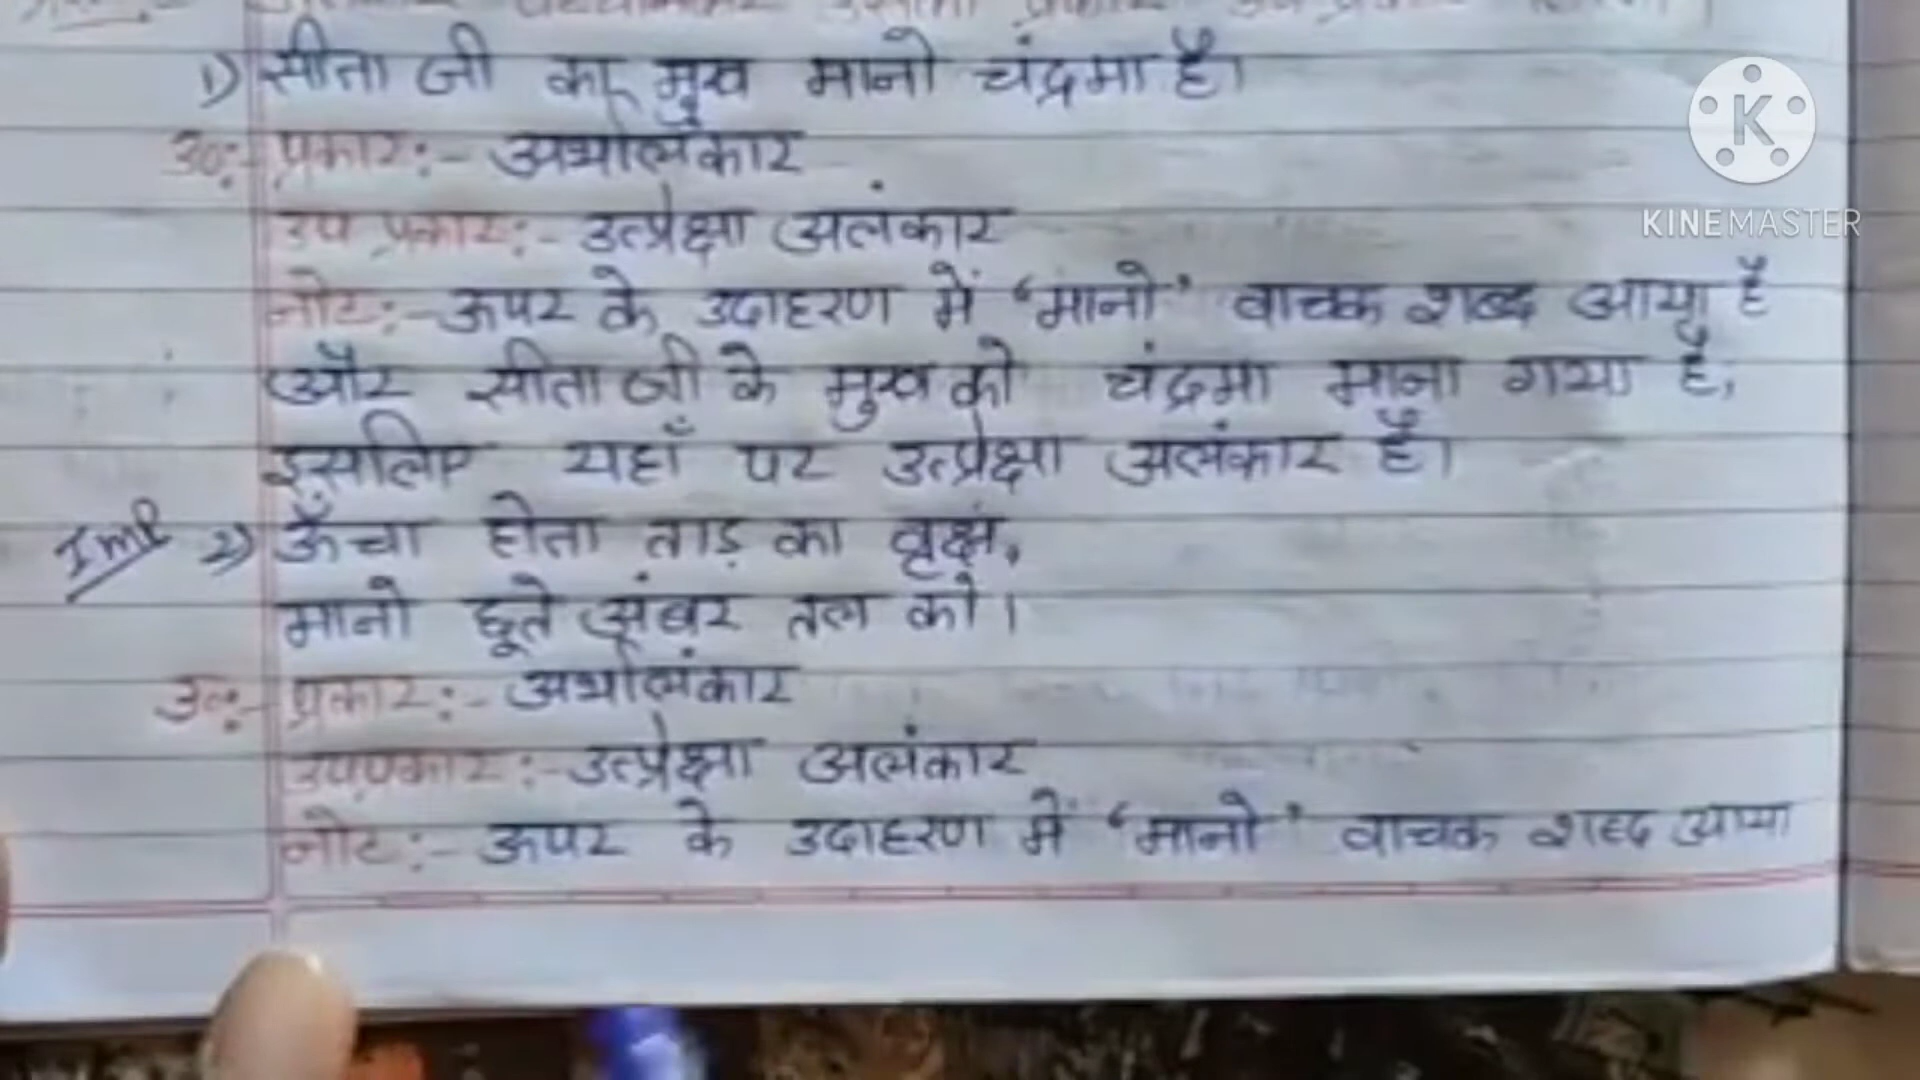 1) सीता जी का मुख मानो चंद्रमा है।
उ०:- प्रकार:- अर्थालंकार
उप प्रकार:- उत्प्रेक्षा अलंकार
नोट:- ऊपर के उदाहरण में 'मानो' वाचक शब्द आया है
और सीता जी के मुख को चंद्रमा माना गया है,
इसलिए यहाँ पर उत्प्रेक्षा अलंकार है।
Imp 2) ऊँचा होता ताड़ का वृक्ष,
मानो छूते अंबर तल को।
उ०:- प्रकार:- अर्थालंकार
उपप्रकार:- उत्प्रेक्षा अलंकार
नोट:- ऊपर के उदाहरण में 'मानो' वाचक शब्द आया
K
KINEMASTER